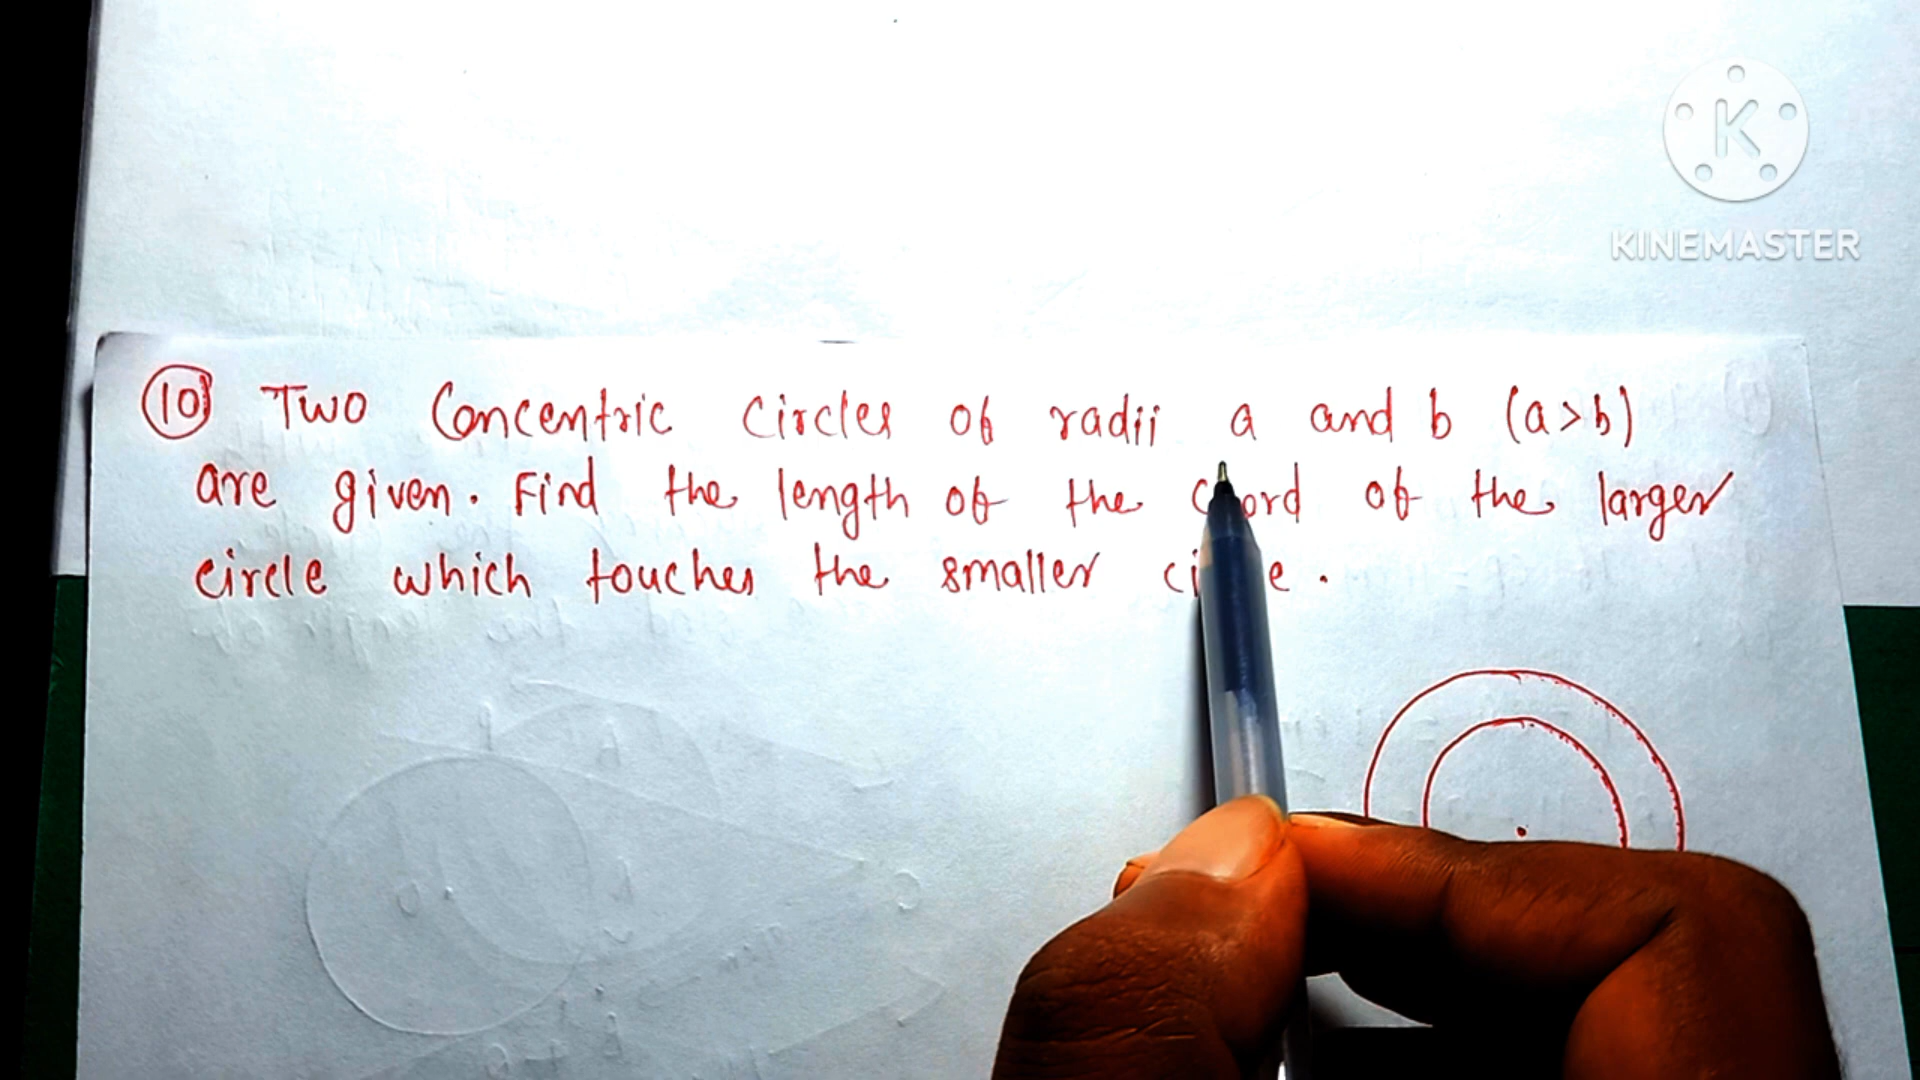 K
KINEMASTER
10 Two Concentric Circles of radii a and b (a>b)
are given. Find the length of the chord of the larger
circle which touches the smaller ci e.